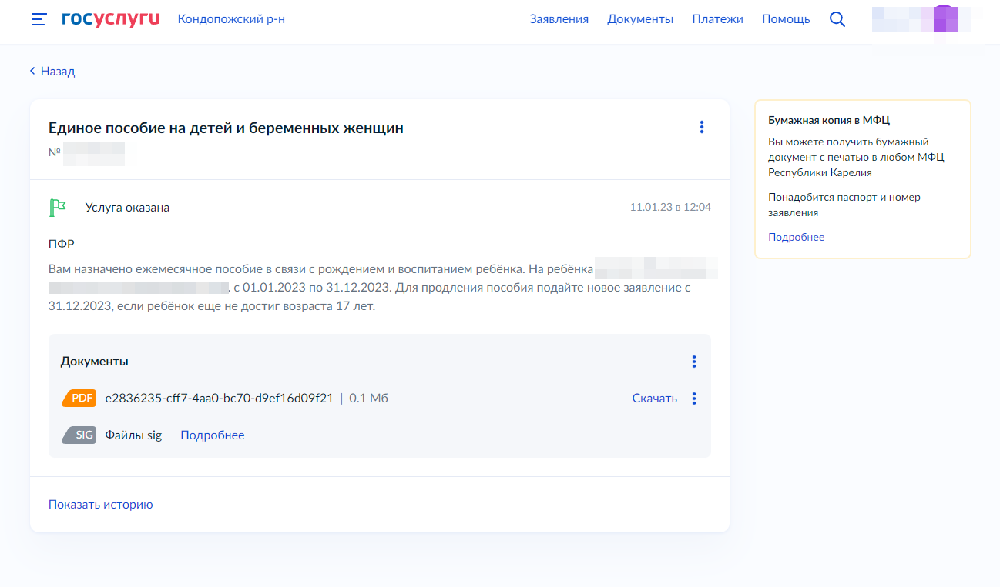 госуслуги Кондопожский р-н Заявления Документы Платежи Помощь
Назад
Единое пособие на детей и беременных женщин
№
Услуга оказана 11.01.23 в 12:04
ПФР
Вам назначено ежемесячное пособие в связи с рождением и воспитанием ребёнка. На ребёнка
. с 01.01.2023 по 31.12.2023. Для продления пособия подайте новое заявление с
31.12.2023, если ребёнок еще не достиг возраста 17 лет.
Документы
PDF e2836235-cff7-4aa0-bc70-d9ef16d09f21 | 0.1 Мб Скачать
SIG Файлы sig Подробнее
Показать историю
Бумажная копия в МФЦ
Вы можете получить бумажный
документ с печатью в любом МФЦ
Республики Карелия
Понадобится паспорт и номер
заявления
Подробнее